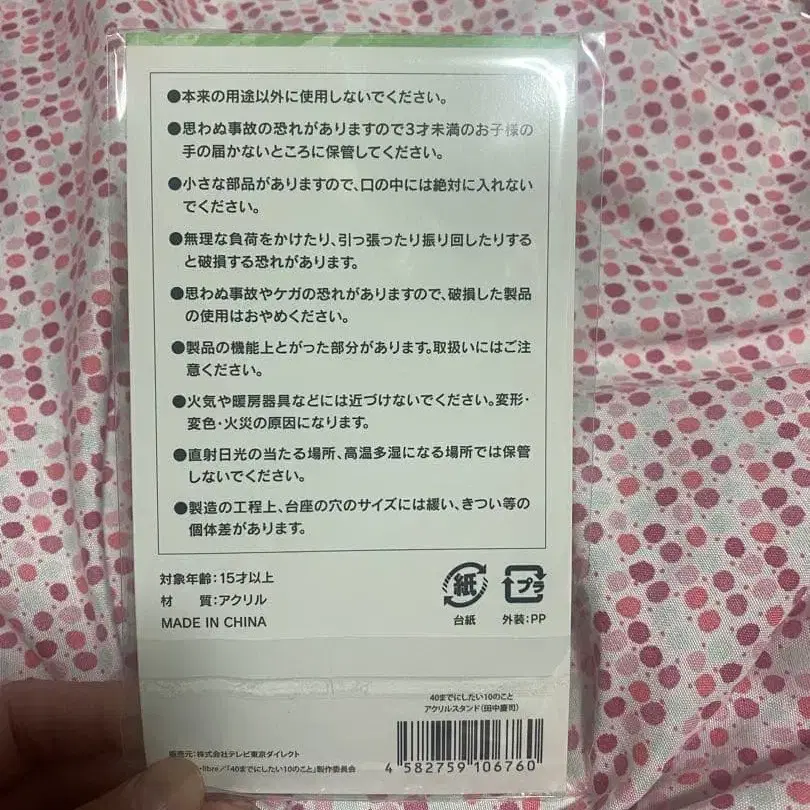 ●本来の用途以外に使用しないでください。
●思わぬ事故の恐れがありますので3才未満のお子様の
手の届かないところに保管してください。
●小さな部品がありますので、口の中には絶対に入れない
でください。
●無理な負荷をかけたり、引っ張ったり振り回したりする
と破損する恐れがあります。
●思わぬ事故やケガの恐れがありますので、破損した製品
の使用はおやめください。
●製品の機能上とがった部分があります。取扱いにはご注
意ください。
●火気や暖房器具などには近づけないでください。変形・
変色・火災の原因になります。
●直射日光の当たる場所、高温多湿になる場所では保管
しないでください。
●製造の工程上、台座の穴のサイズには緩い、きつい等の
個体差があります。
対象年齢：15才以上
材　質：アクリル
MADE IN CHINA
紙
台紙
プラ
外装：PP
40までにしたい10のこと
アクリルスタンド（田中慶司）
4 582759 106760
販売元：株式会社テレビ東京ダイレクト
・libre／「40までにしたい10のこと」製作委員会